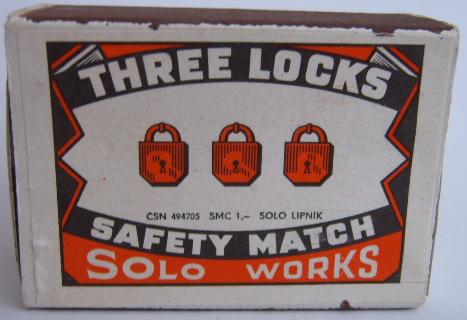 THREE LOCKS
ČSN 494705 SMC 1,– SOLO LIPNÍK
SAFETY MATCH
SOLO WORKS